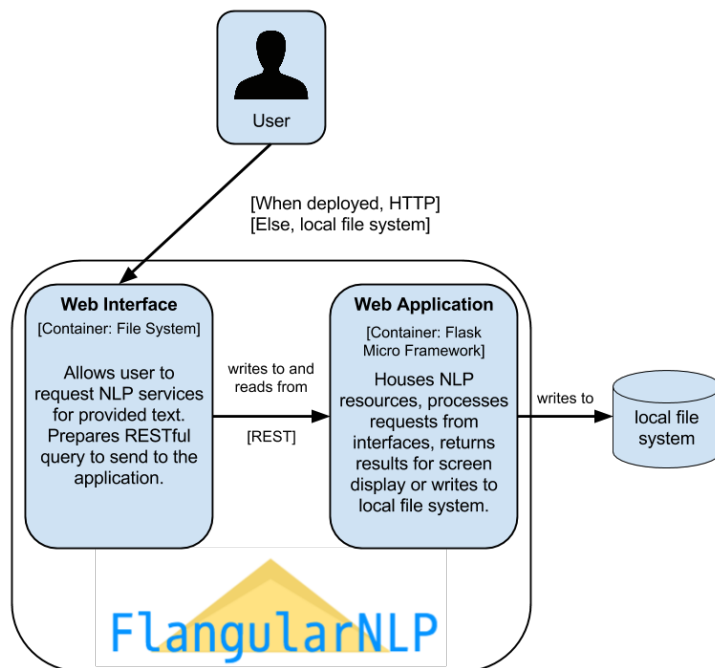 User
[When deployed, HTTP]
[Else, local file system]
Web Interface
[Container: File System]
Allows user to
request NLP services
for provided text.
Prepares RESTful
query to send to the
application.
writes to and
reads from
[REST]
Web Application
[Container: Flask
Micro Framework]
Houses NLP
resources, processes
requests from
interfaces, returns
results for screen
display or writes to
local file system.
writes to
local file
system
FlangularNLP